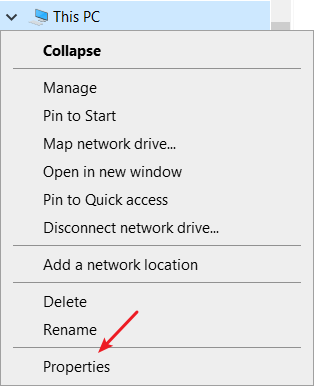 This PC
Collapse
Manage
Pin to Start
Map network drive...
Open in new window
Pin to Quick access
Disconnect network drive...
Add a network location
Delete
Rename
Properties